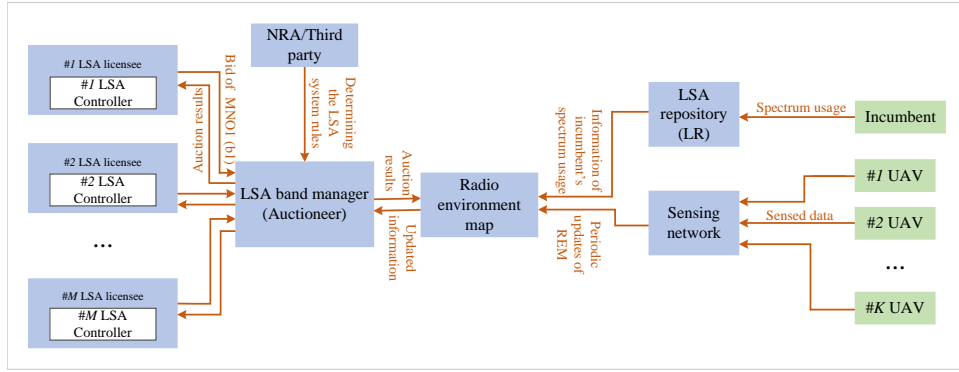 #1 LSA licensee
#1 LSA
Controller
#2 LSA licensee
#2 LSA
Controller
...
#M LSA licensee
#M LSA
Controller
Bid of MNO1 (b1)
Auction results
NRA/Third
party
Determining
the LSA
system rules
LSA band manager
(Auctioneer)
Auction
results
Updated
information
Radio
environment
map
Information of
incumbent's
spectrum usage
Periodic
updates of
REM
LSA
repository
(LR)
Spectrum usage
Incumbent
Sensing
network
Sensed data
#1 UAV
#2 UAV
...
#K UAV